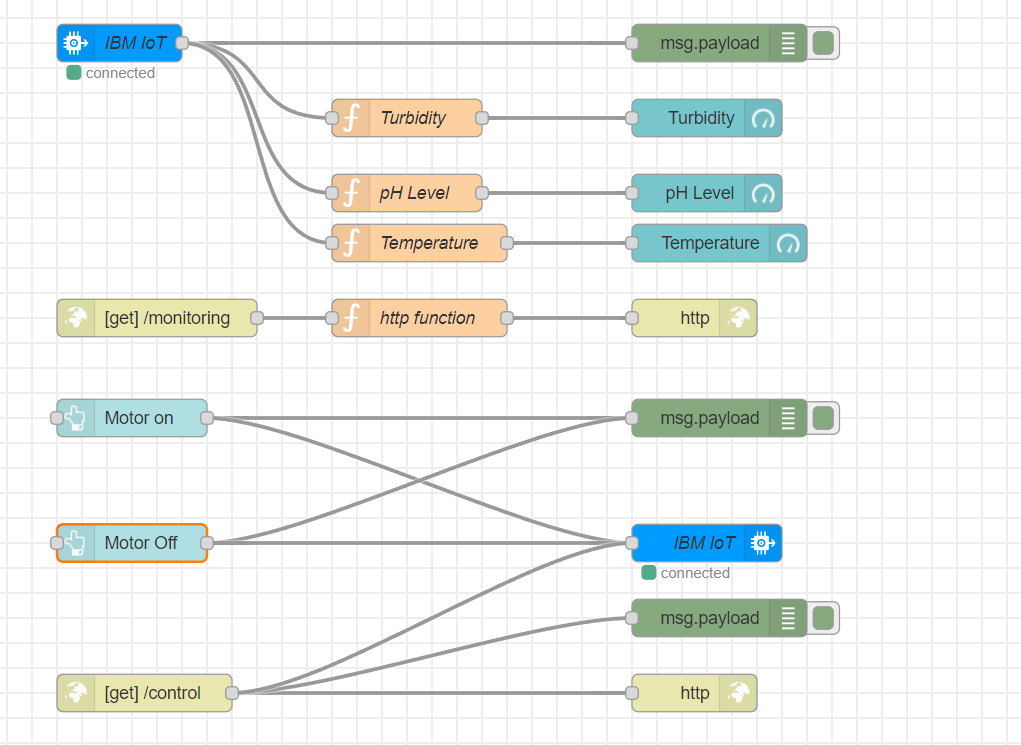 IBM IoT
msg.payload
connected
Turbidity
Turbidity
pH Level
pH Level
Temperature
Temperature
[get] /monitoring
http function
http
Motor on
msg.payload
Motor Off
IBM IoT
connected
msg.payload
[get] /control
http